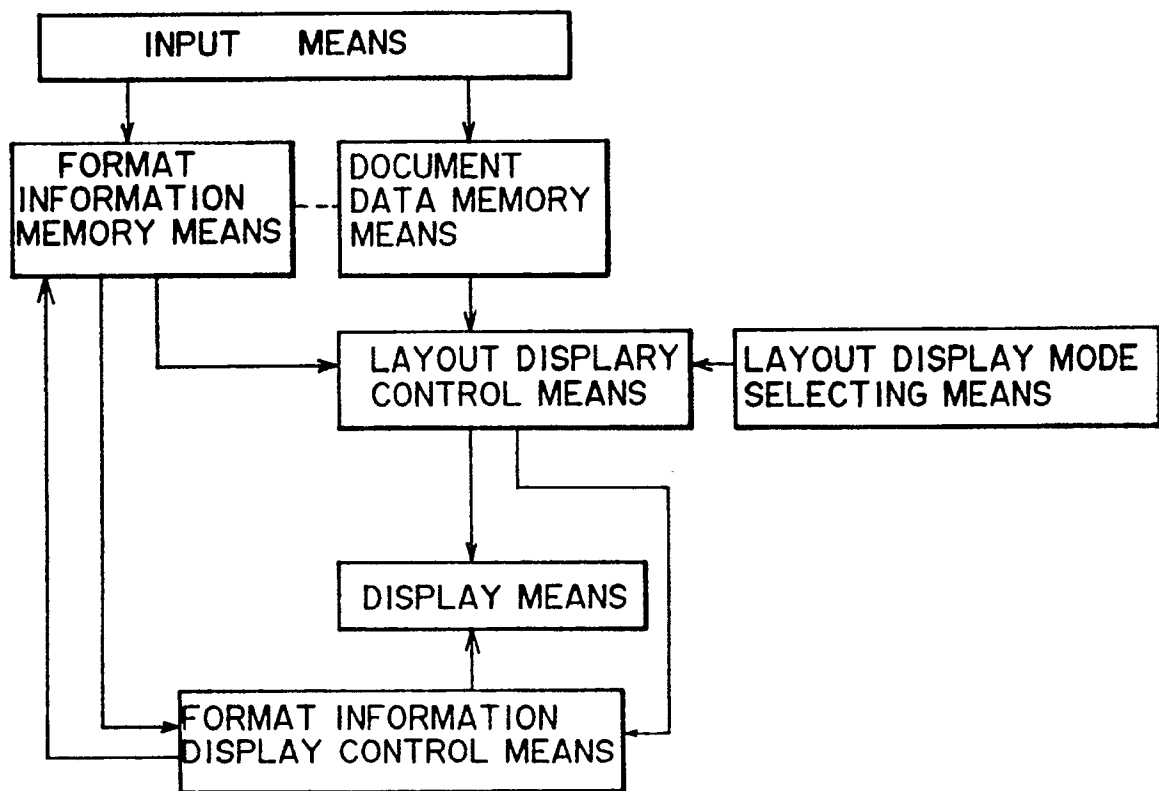 INPUT MEANS
FORMAT
INFORMATION
MEMORY MEANS
DOCUMENT
DATA MEMORY
MEANS
LAYOUT DISPLARY
CONTROL MEANS
LAYOUT DISPLAY MODE
SELECTING MEANS
DISPLAY MEANS
FORMAT INFORMATION
DISPLAY CONTROL MEANS